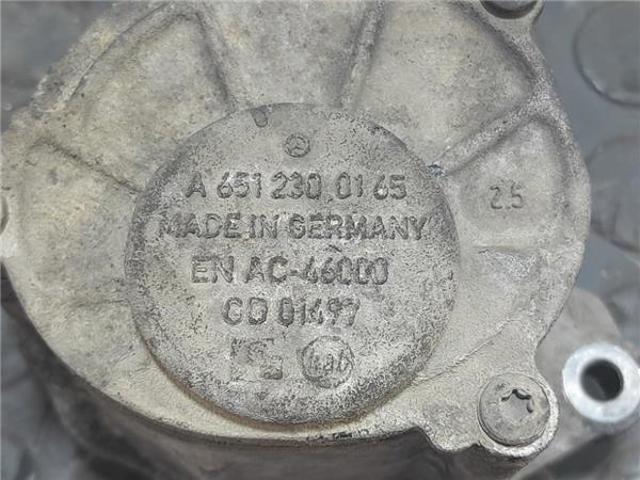 A 651 230 01 65
2.5
MADE IN GERMANY
EN AC-46000
GD 01497